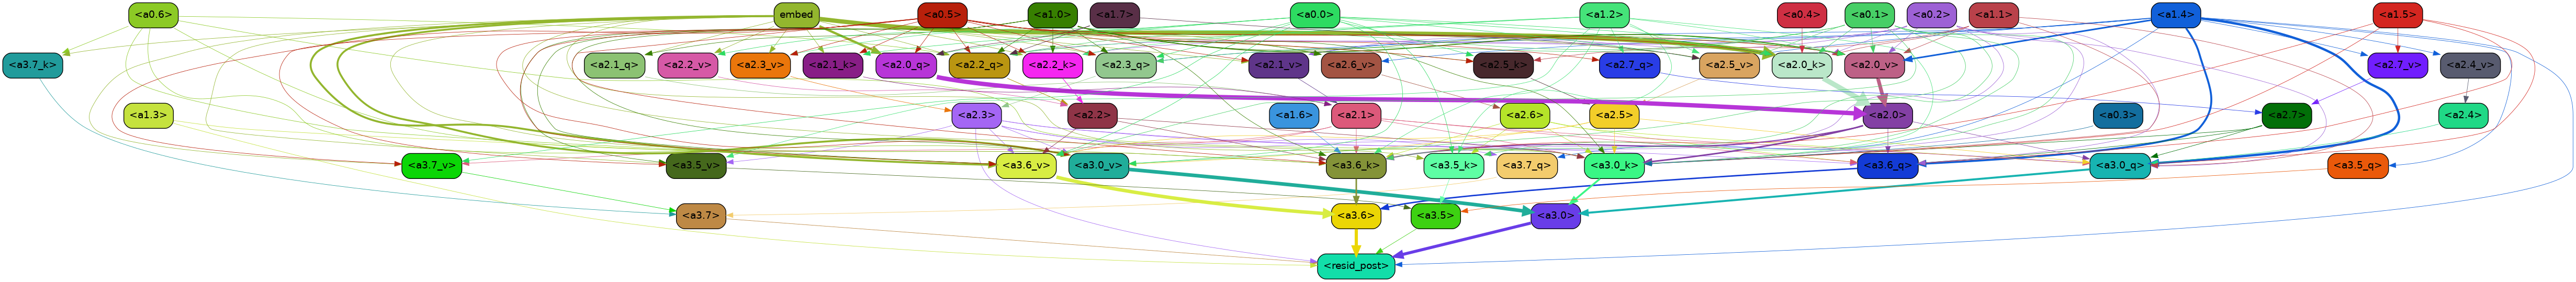 <a0.6> embed <a0.5> <a1.0> <a1.7> <a0.0> <a1.2> <a0.4> <a0.1> <a0.2> <a1.1> <a1.4> <a1.5>
<a3.7_k> <a2.1_q> <a2.2_v> <a2.3_v> <a2.1_k> <a2.0_q> <a2.2_q> <a2.2_k> <a2.3_q> <a2.1_v> <a2.6_v> <a2.5_k> <a2.7_q> <a2.5_v> <a2.0_k> <a2.0_v> <a2.7_v> <a2.4_v>
<a1.3> <a2.3> <a2.2> <a1.6> <a2.1> <a2.6> <a2.5> <a2.0> <a0.3> <a2.7> <a2.4>
<a3.7_v> <a3.5_v> <a3.6_v> <a3.0_v> <a3.6_k> <a3.5_k> <a3.7_q> <a3.0_k> <a3.6_q> <a3.0_q> <a3.5_q>
<a3.7> <a3.6> <a3.5> <a3.0>
<resid_post>